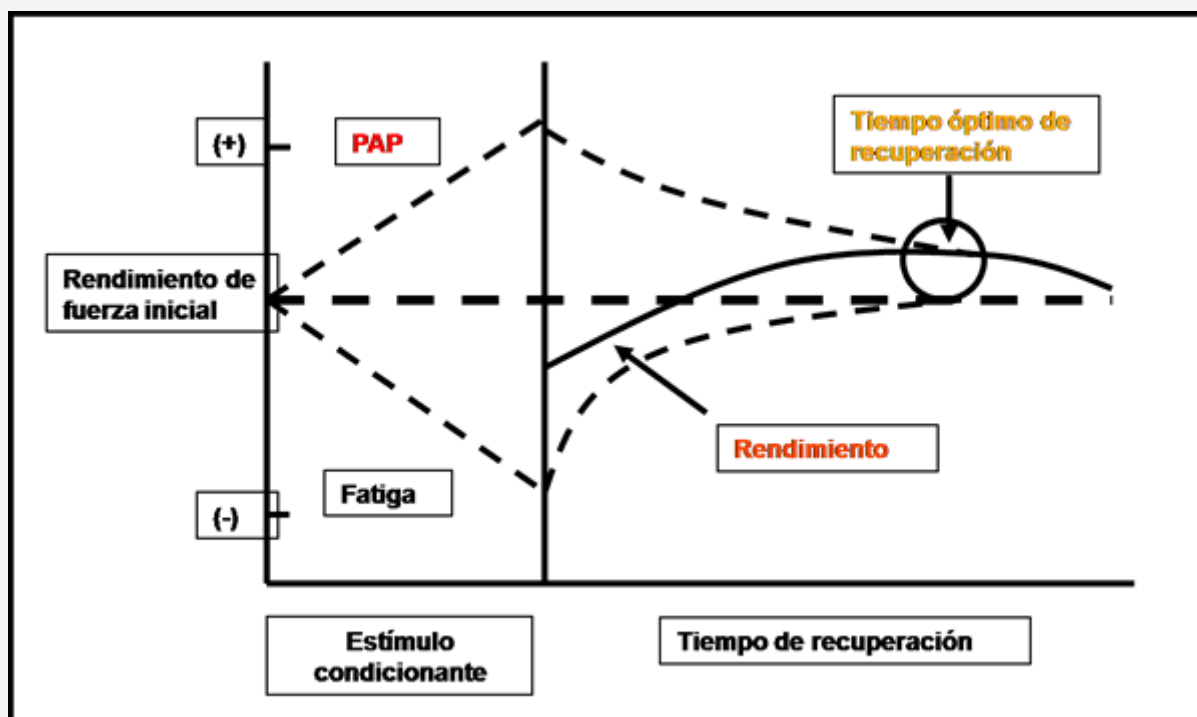 (+)
PAP
Tiempo óptimo de
recuperación
Rendimiento de
fuerza inicial
Rendimiento
Fatiga
(-)
Estímulo
condicionante
Tiempo de recuperación